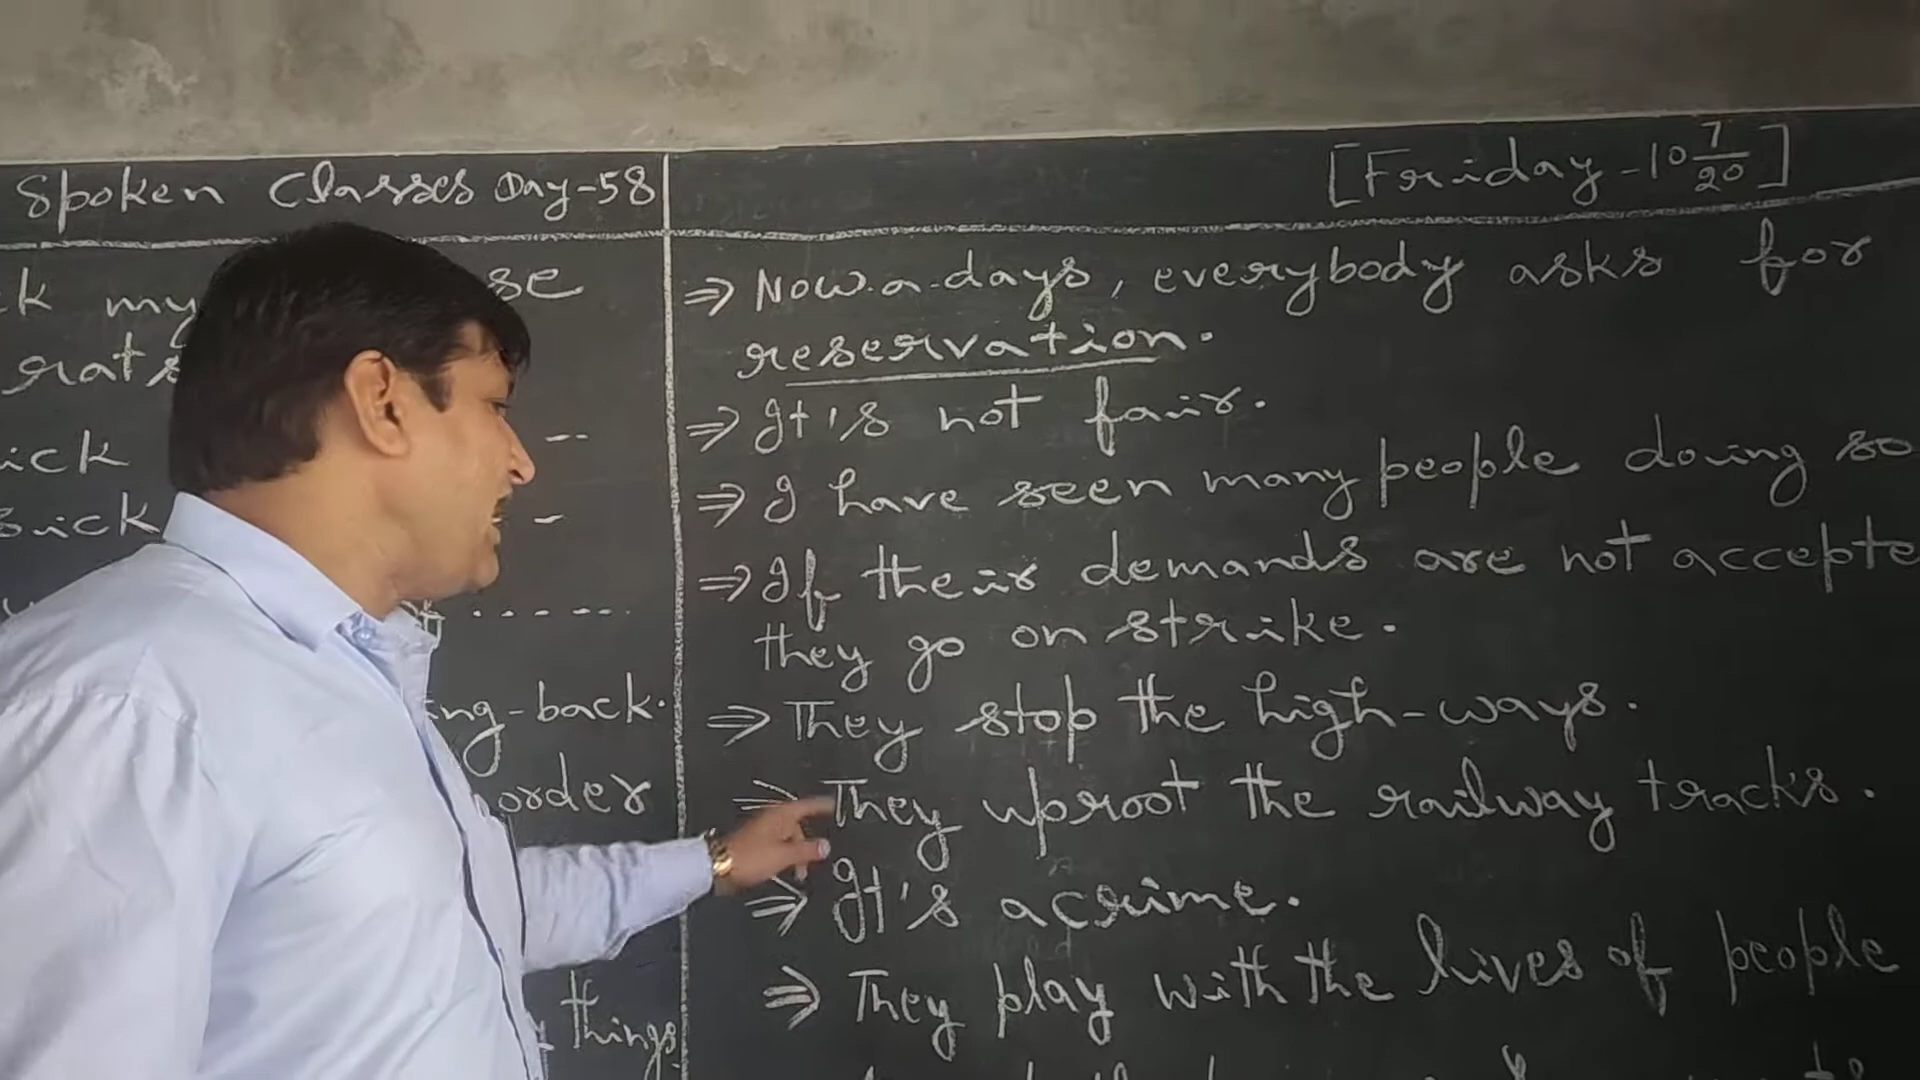 Spoken Classes Day-58
[Friday-10 7/20]
my se
rats
ick --
sick -
.......
ng-back.
order
things
⇒ Now.a.days, everybody asks for
reservation.
⇒ It's not fair.
⇒ I have seen many people doing so
⇒ If their demands are not accepte
they go on strike.
⇒ They stop the high-ways.
⇒ They uproot the railway tracks.
⇒ It's a crime.
⇒ They play with the lives of people